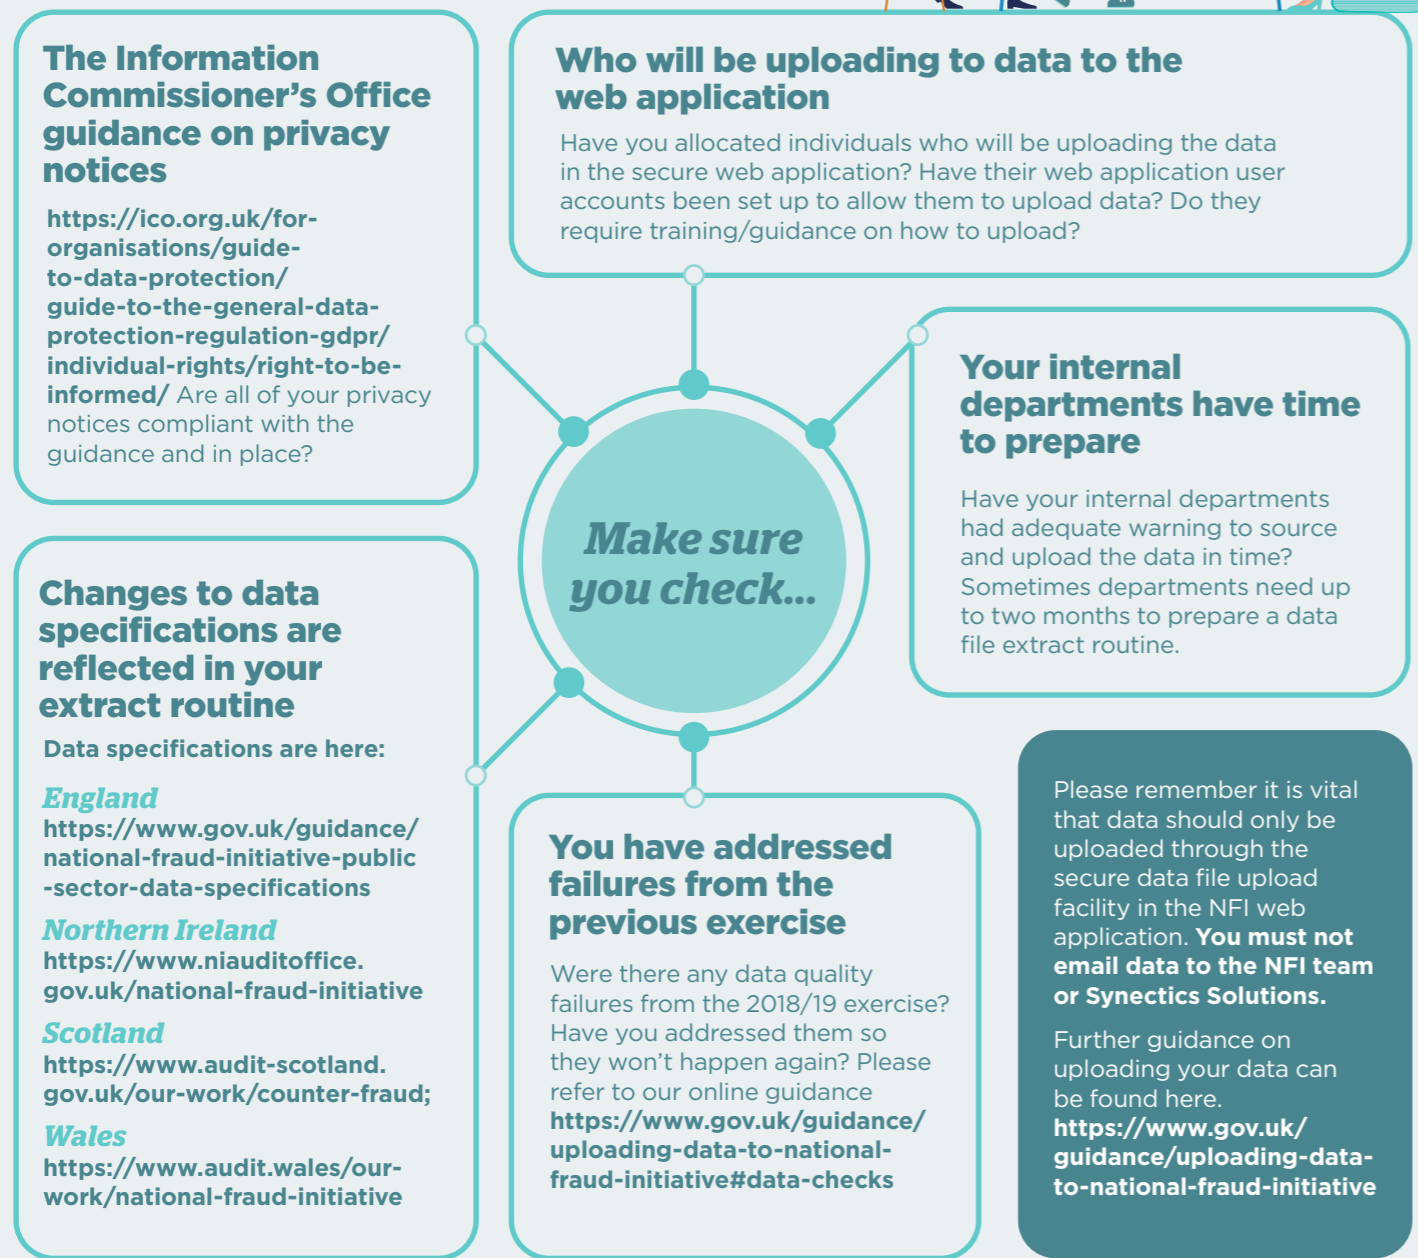 The Information
Commissioner's Office
guidance on privacy
notices
https://ico.org.uk/for-
organisations/guide-
to-data-protection/
guide-to-the-general-data-
protection-regulation-gdpr/
individual-rights/right-to-be-
informed/ Are all of your privacy
notices compliant with the
guidance and in place?
Who will be uploading to data to the
web application
Have you allocated individuals who will be uploading the data
in the secure web application? Have their web application user
accounts been set up to allow them to upload data? Do they
require training/guidance on how to upload?
Your internal
departments have time
to prepare
Have your internal departments
had adequate warning to source
and upload the data in time?
Sometimes departments need up
to two months to prepare a data
file extract routine.
Make sure
you check...
Changes to data
specifications are
reflected in your
extract routine
Data specifications are here:
England
https://www.gov.uk/guidance/
national-fraud-initiative-public
-sector-data-specifications
Northern Ireland
https://www.niauditoffice.
gov.uk/national-fraud-initiative
Scotland
https://www.audit-scotland.
gov.uk/our-work/counter-fraud;
Wales
https://www.audit.wales/our-
work/national-fraud-initiative
You have addressed
failures from the
previous exercise
Were there any data quality
failures from the 2018/19 exercise?
Have you addressed them so
they won't happen again? Please
refer to our online guidance
https://www.gov.uk/guidance/
uploading-data-to-national-
fraud-initiative#data-checks
Please remember it is vital
that data should only be
uploaded through the
secure data file upload
facility in the NFI web
application. You must not
email data to the NFI team
or Synectics Solutions.
Further guidance on
uploading your data can
be found here.
https://www.gov.uk/
guidance/uploading-data-
to-national-fraud-initiative